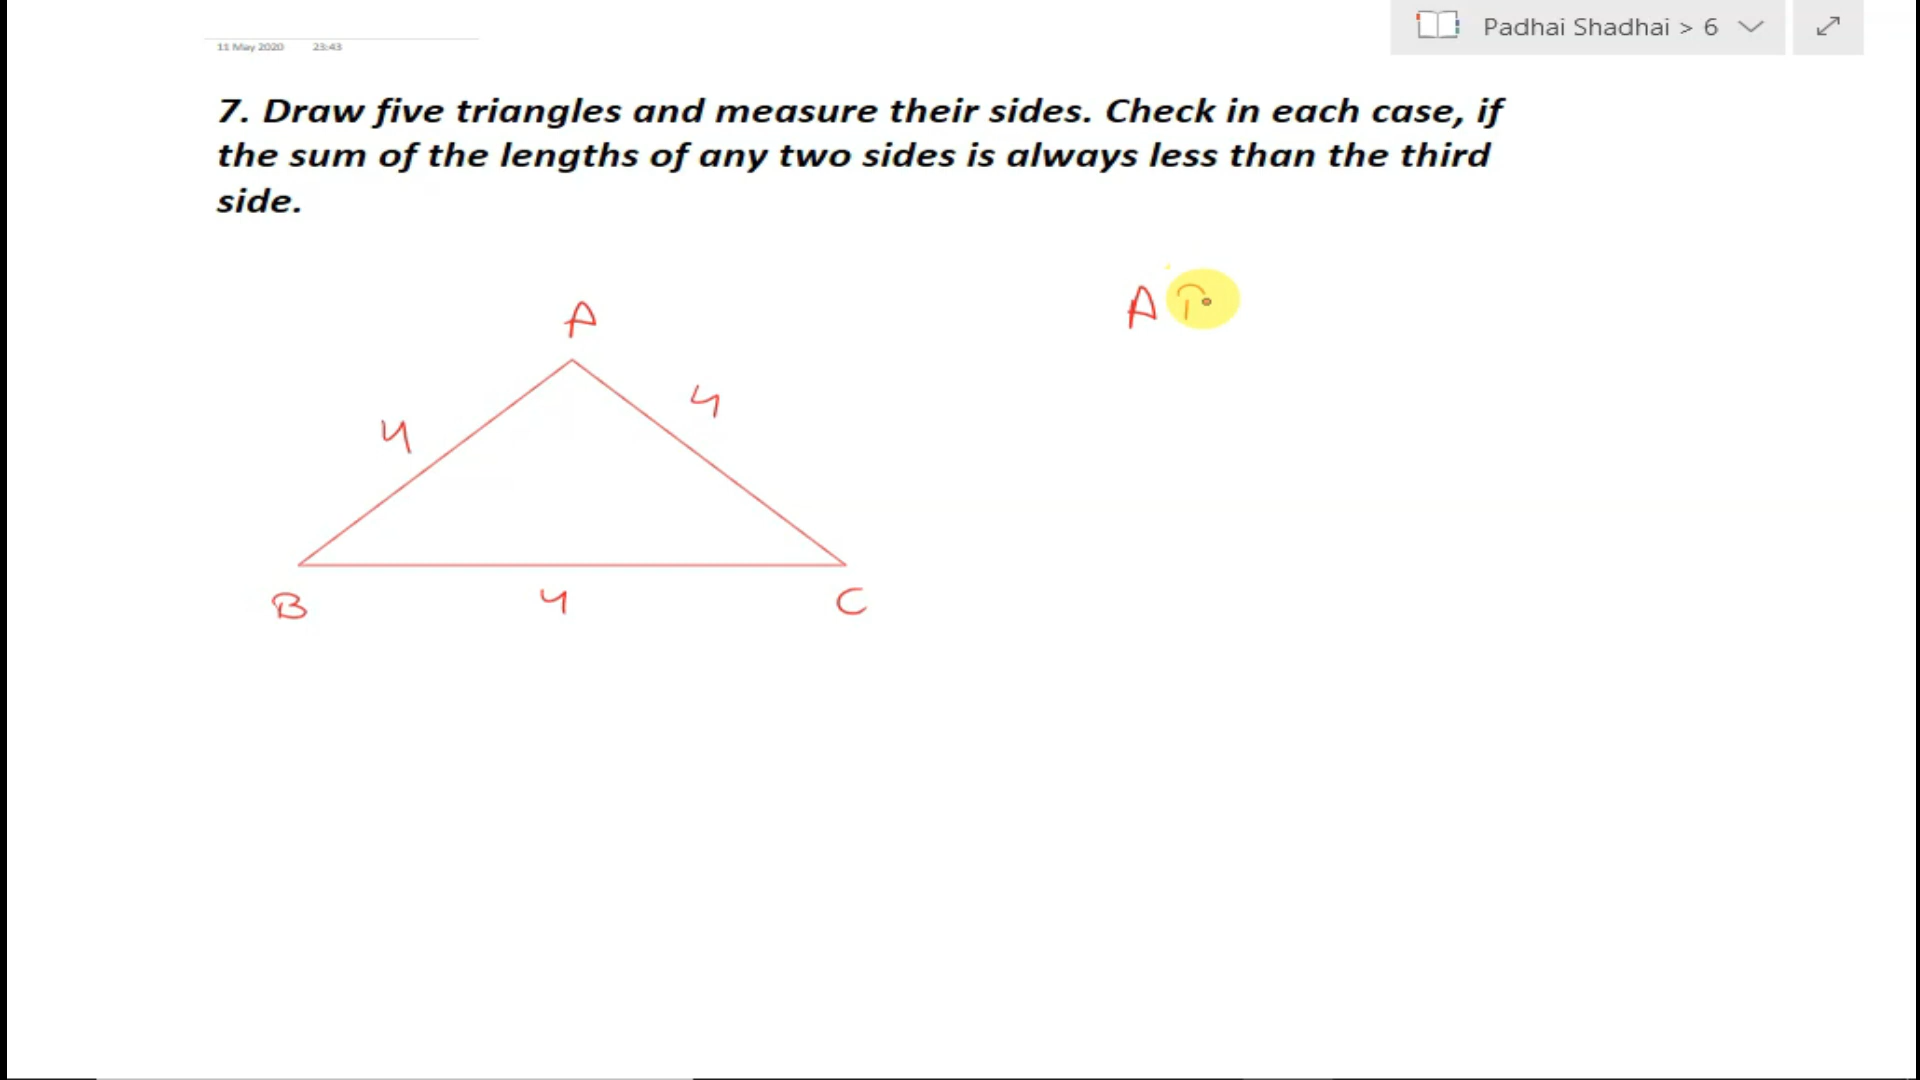 Padhai Shadhai > 6
11 May 2020 23:43
7. Draw five triangles and measure their sides. Check in each case, if
the sum of the lengths of any two sides is always less than the third
side.
A
A
4
4
B
4
C